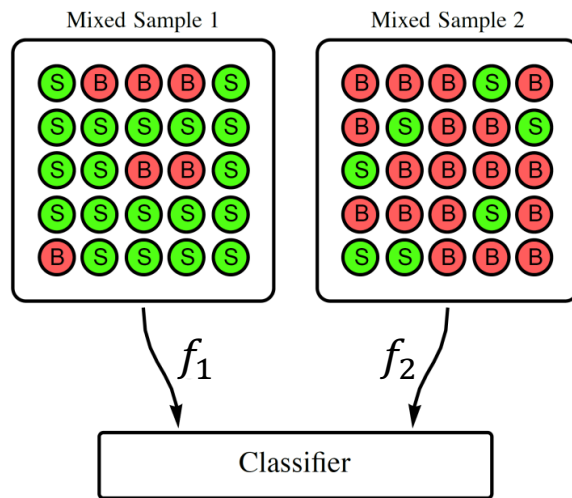 Mixed Sample 1 Mixed Sample 2
S B B B S B B B S B
S S S S S B S B B S
S S B B S S B B B B
S S S S S B B B S B
B S S S S S S B B B
f1 f2
Classifier